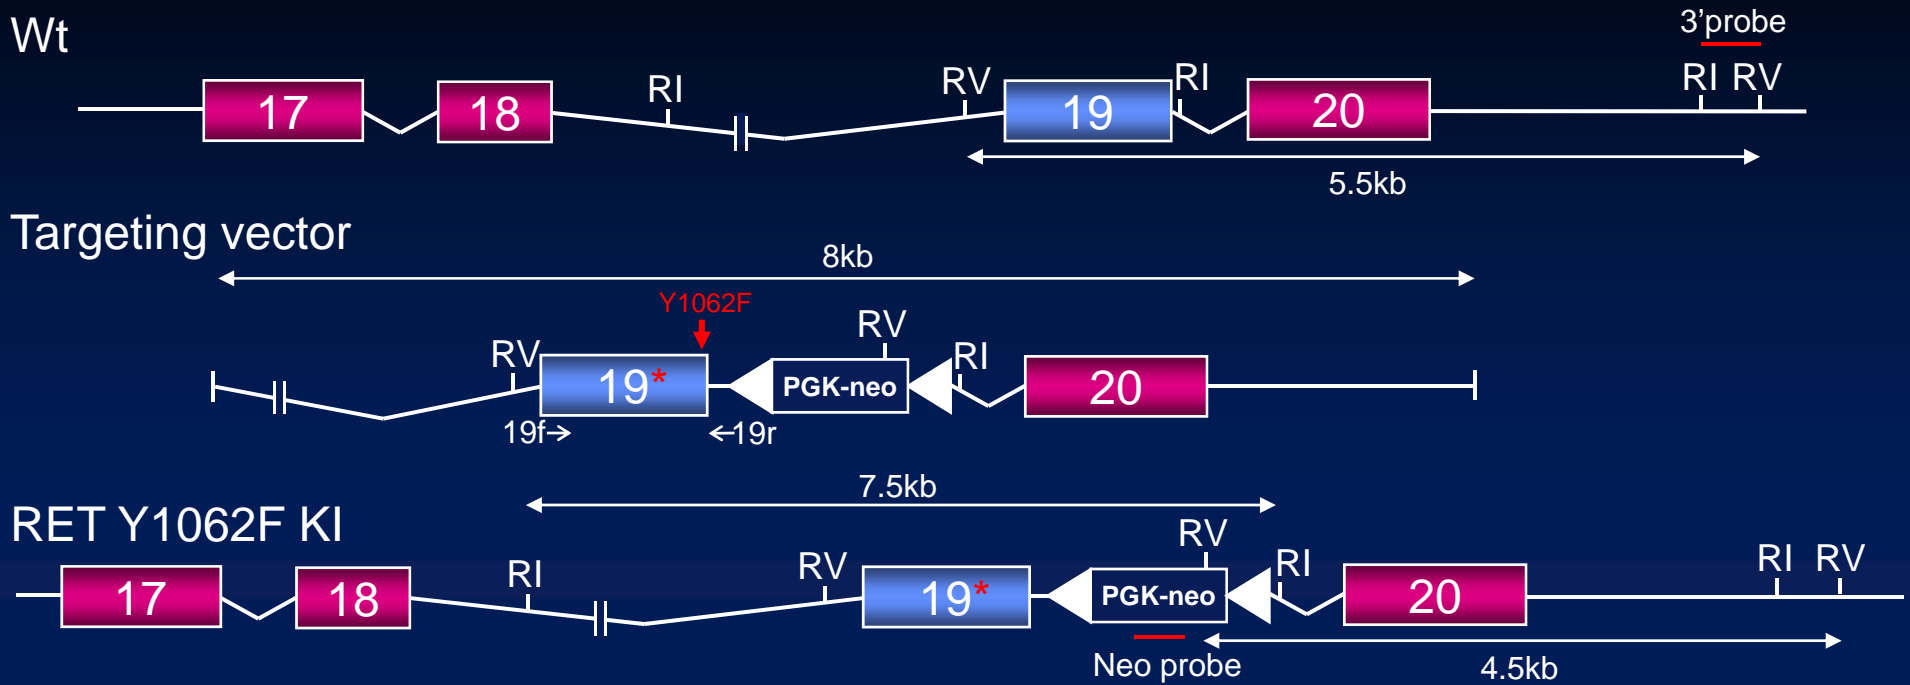 Wt
3'probe
17
18
RI
RV
19
RI
20
RI
RV
5.5kb
Targeting vector
8kb
Y1062F
RV
19*
PGK-neo
RV
RI
20
19f
19r
7.5kb
RET Y1062F KI
17
18
RI
RV
19*
PGK-neo
RV
RI
20
RI
RV
Neo probe
4.5kb